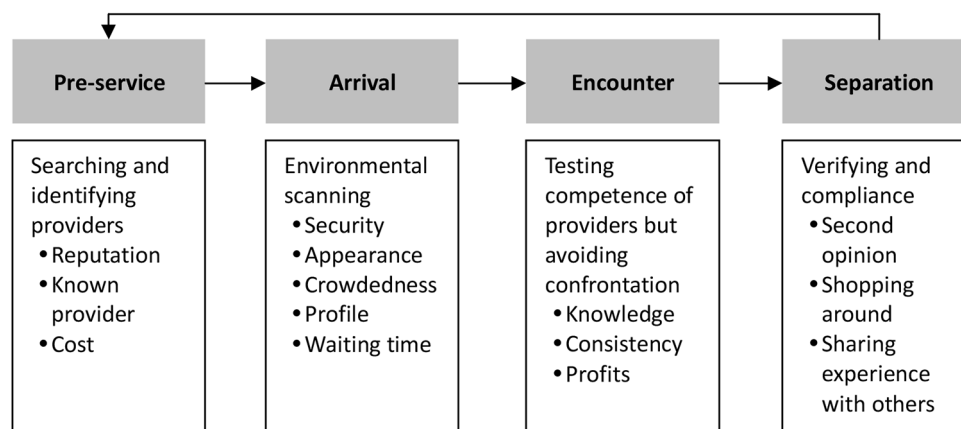 Pre-service
Arrival
Encounter
Separation
Searching and
identifying
providers
• Reputation
• Known
provider
• Cost
Environmental
scanning
• Security
• Appearance
• Crowdedness
• Profile
• Waiting time
Testing
competence of
providers but
avoiding
confrontation
• Knowledge
• Consistency
• Profits
Verifying and
compliance
• Second
opinion
• Shopping
around
• Sharing
experience
with others